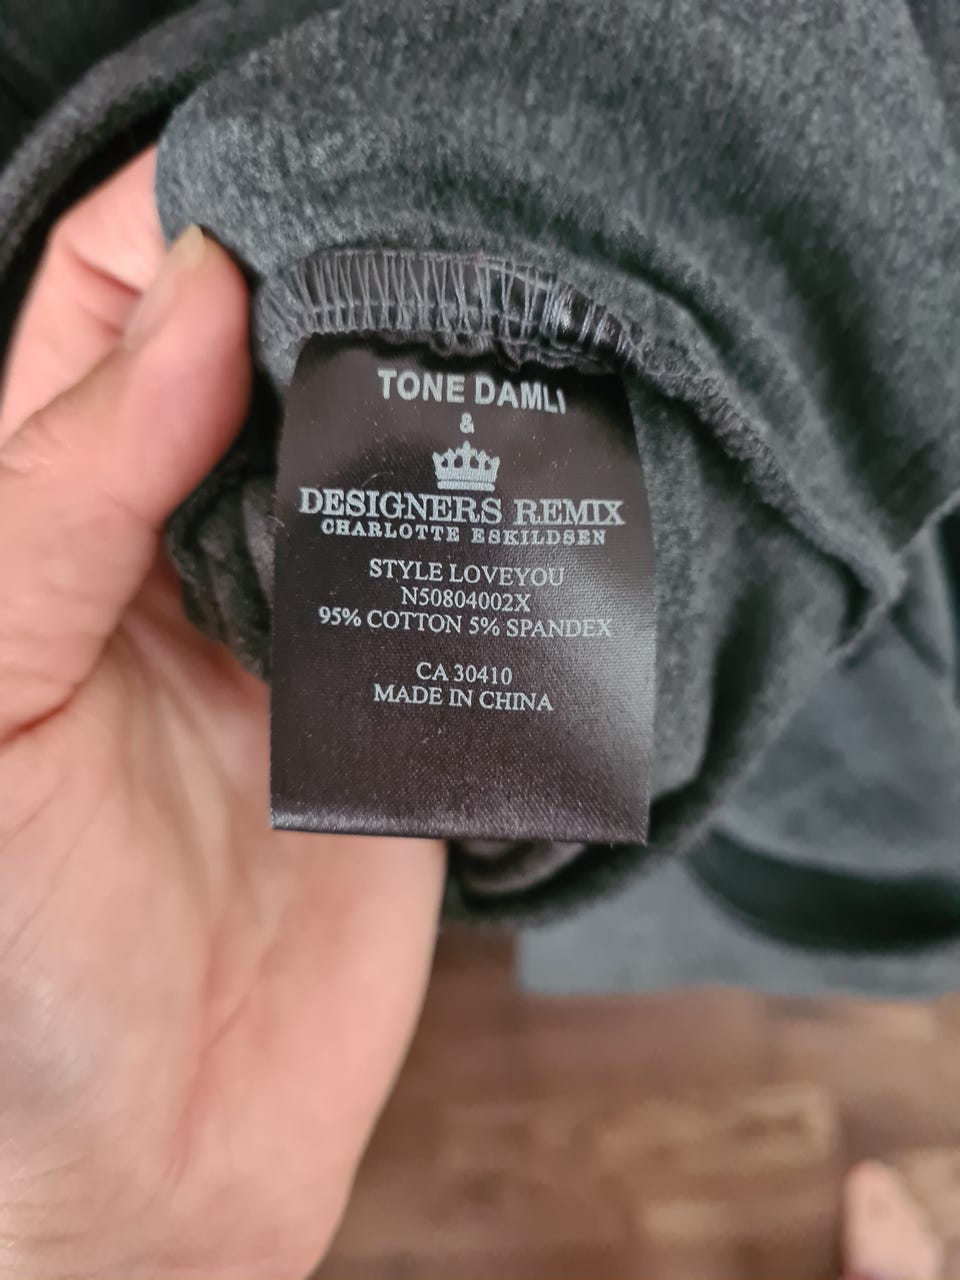 TONE DAMLI
&
DESIGNERS REMIX
CHARLOTTE ESKILDSEN
STYLE LOVEYOU
N50804002X
95% COTTON 5% SPANDEX
CA 30410
MADE IN CHINA